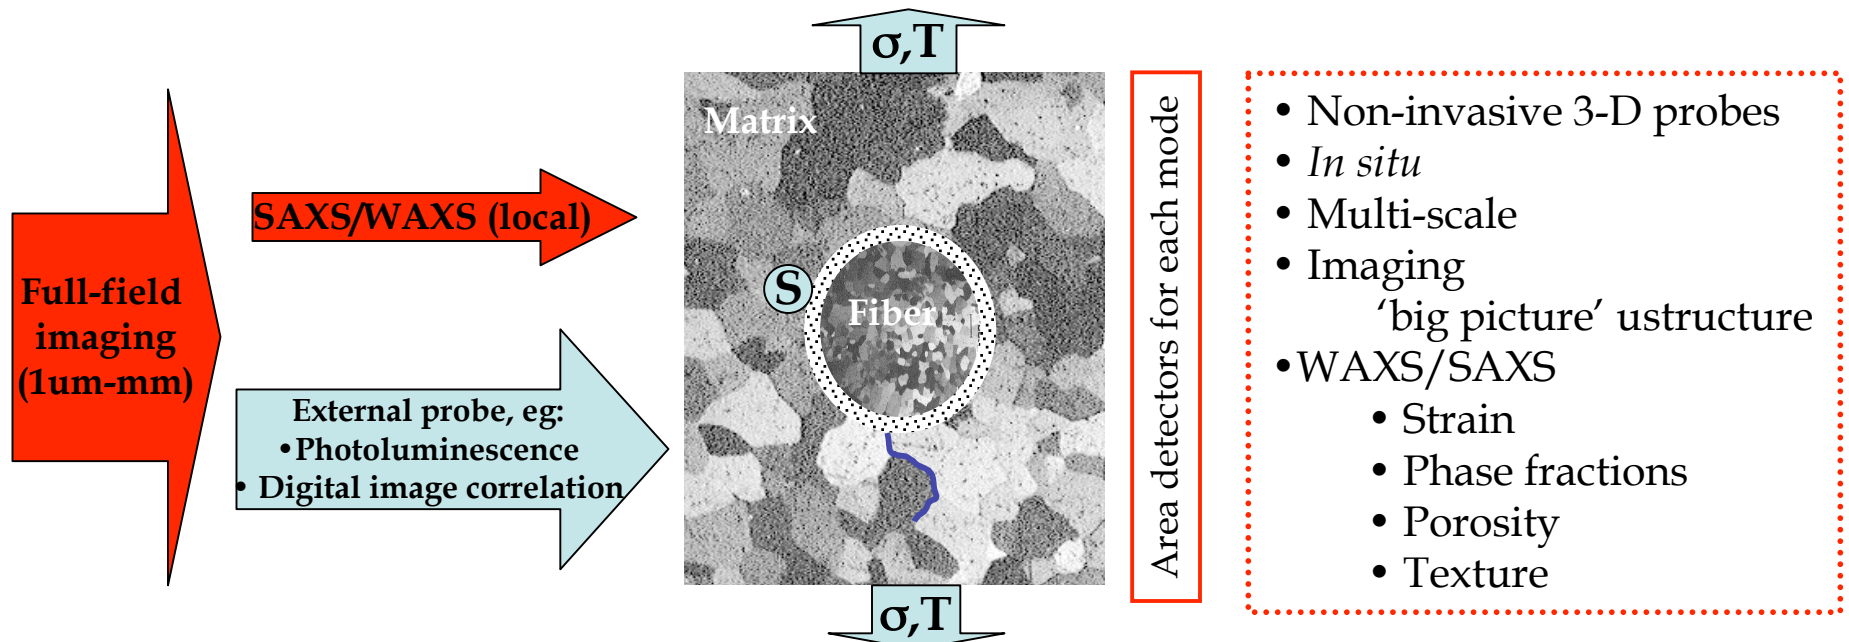 σ,T
Matrix
Full-field
imaging
(1um-mm)
SAXS/WAXS (local)
External probe, eg:
•Photoluminescence
• Digital image correlation
S
Fiber
σ,T
Area detectors for each mode
• Non-invasive 3-D probes
• In situ
• Multi-scale
• Imaging
‘big picture’ ustructure
•WAXS/SAXS
• Strain
• Phase fractions
• Porosity
• Texture